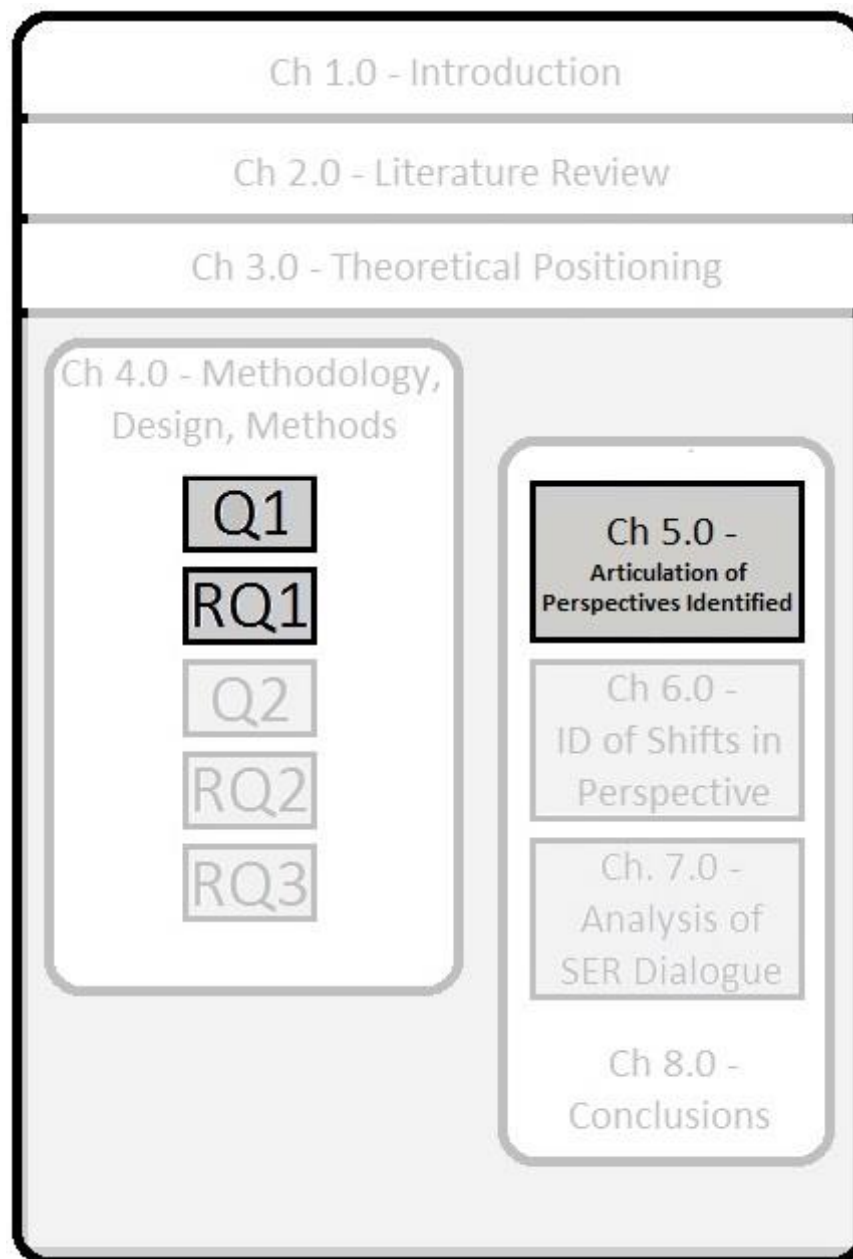 Ch 1.0 - Introduction
Ch 2.0 - Literature Review
Ch 3.0 - Theoretical Positioning
Ch 4.0 - Methodology,
Design, Methods
Q1
RQ1
Q2
RQ2
RQ3
Ch 5.0 -
Articulation of
Perspectives Identified
Ch 6.0 -
ID of Shifts in
Perspective
Ch. 7.0 -
Analysis of
SER Dialogue
Ch 8.0 -
Conclusions